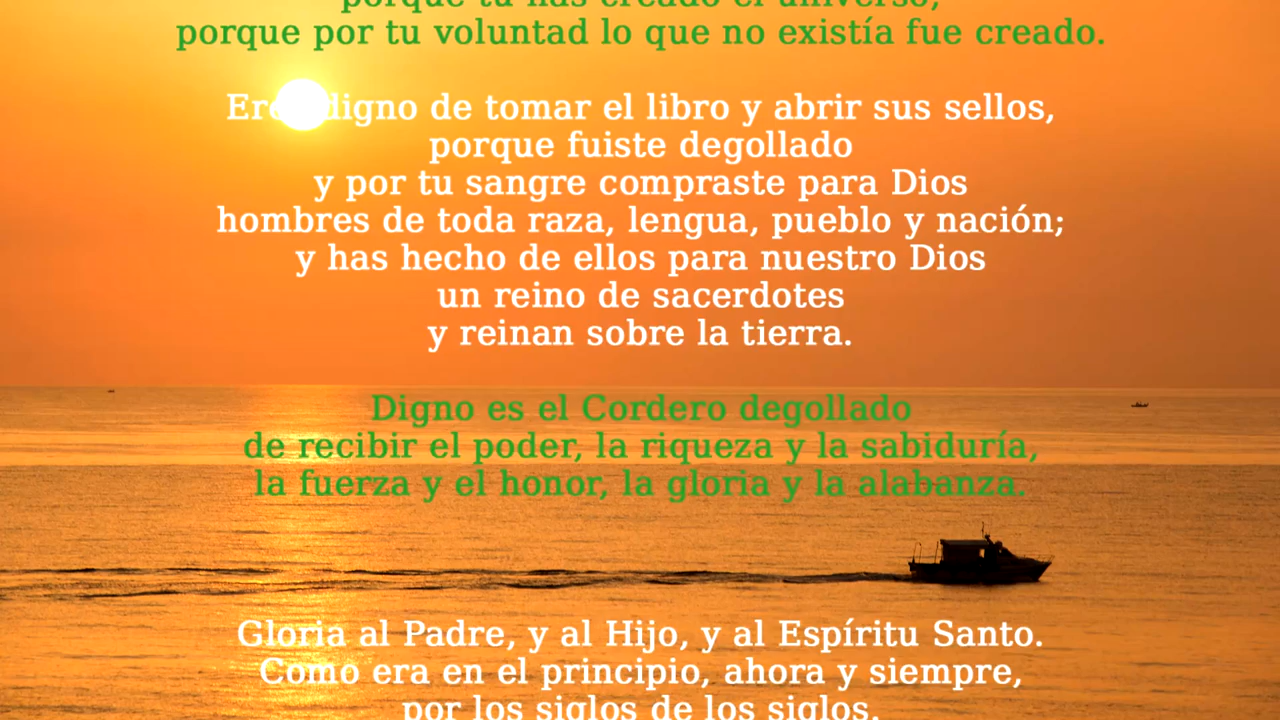 porque tú has creado el universo,
porque por tu voluntad lo que no existía fue creado.
Eres digno de tomar el libro y abrir sus sellos,
porque fuiste degollado
y por tu sangre compraste para Dios
hombres de toda raza, lengua, pueblo y nación;
y has hecho de ellos para nuestro Dios
un reino de sacerdotes
y reinan sobre la tierra.
Digno es el Cordero degollado
de recibir el poder, la riqueza y la sabiduría,
la fuerza y el honor, la gloria y la alabanza.
Gloria al Padre, y al Hijo, y al Espíritu Santo.
Como era en el principio, ahora y siempre,
por los siglos de los siglos.